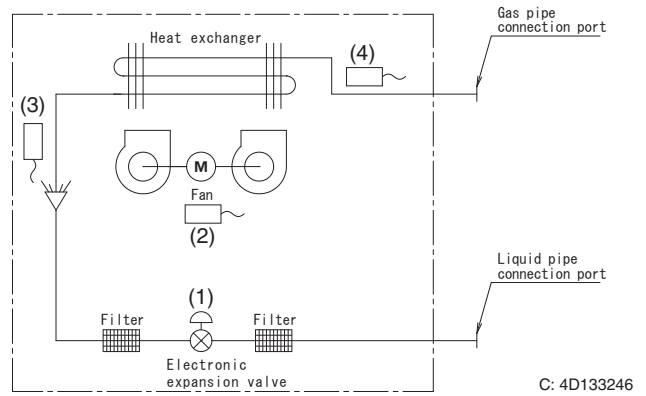 Gas pipe
connection port
Heat exchanger
(4)
(3)
M
Fan
(2)
Liquid pipe
connection port
(1)
Filter
Filter
Electronic
expansion valve
C: 4D133246